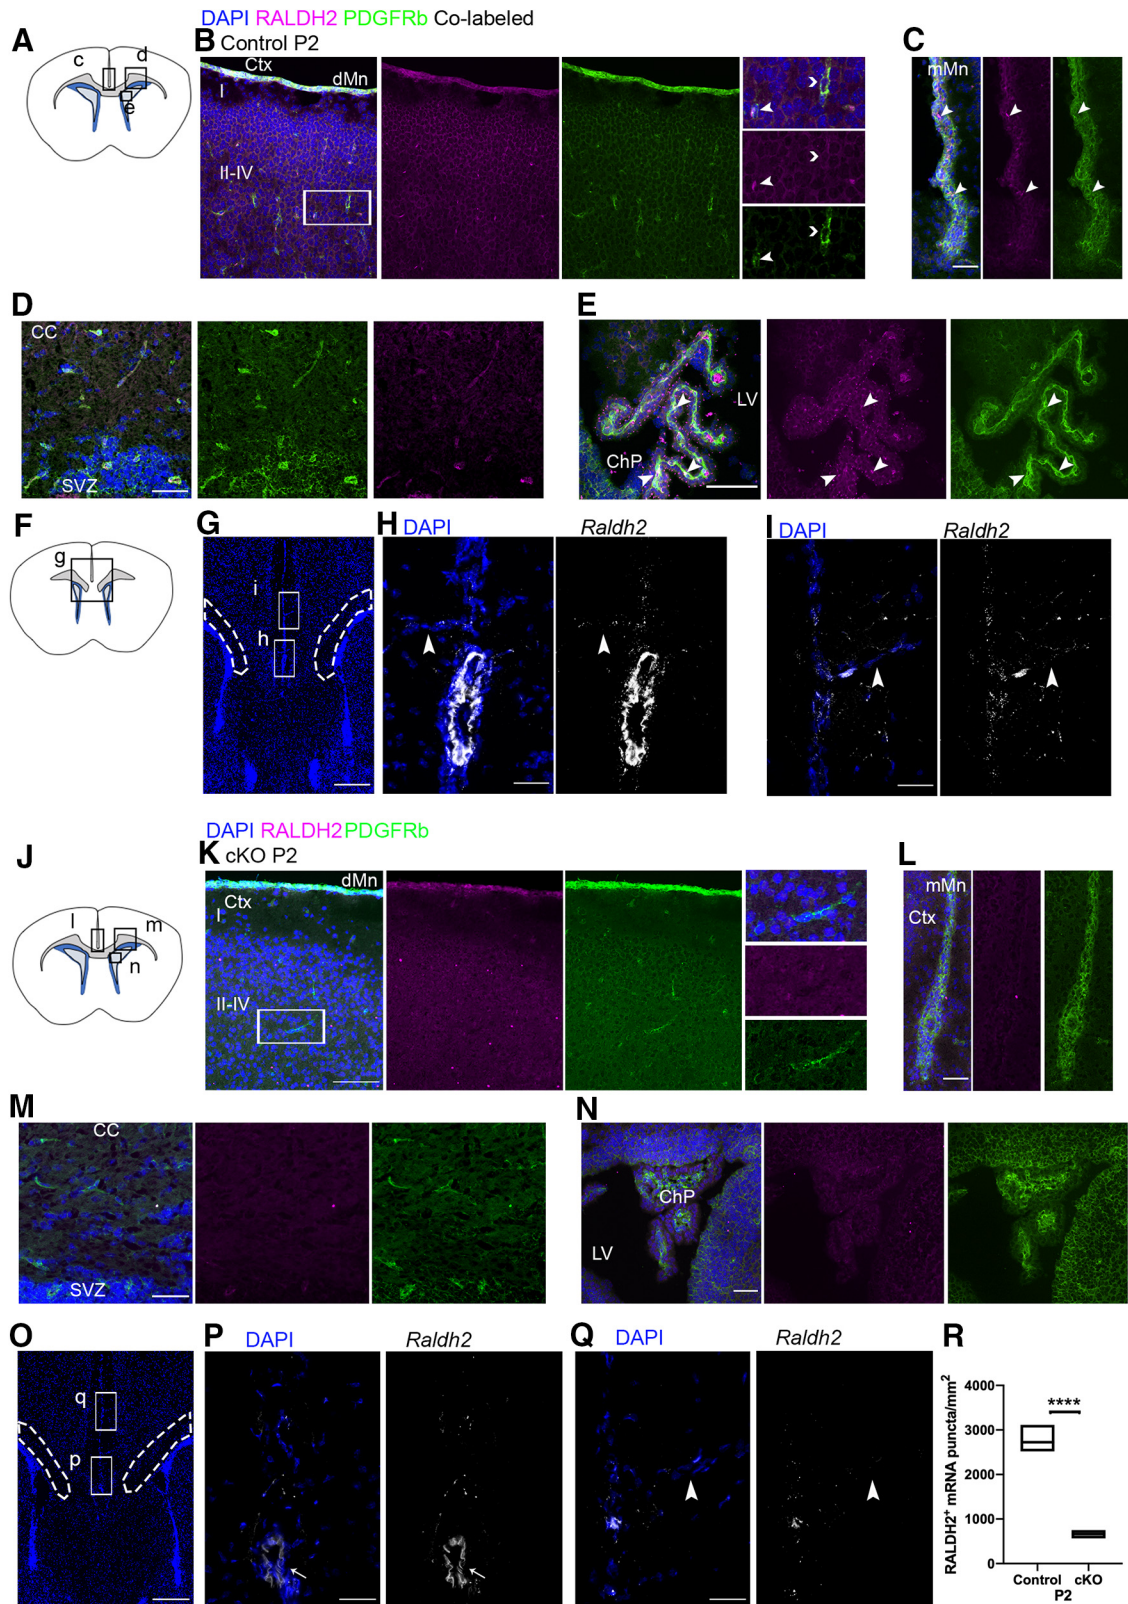 DAPI RALDH2 PDGFRb Co-labeled
A
c
d
e
B Control P2
Ctx
dMn
I
II-IV
C
mMn
D
CC
SVZ
E
LV
ChP
F
g
G
i
h
H DAPI
Raldh2
I DAPI
Raldh2
DAPI RALDH2 PDGFRb
J
l
m
n
K cKO P2
dMn
Ctx
I
II-IV
L
mMn
Ctx
M
CC
SVZ
N
ChP
LV
O
q
p
P DAPI
Raldh2
Q DAPI
Raldh2
R
RALDH2+ mRNA puncta/mm²
4000
3000
2000
1000
0
****
Control cKO
P2